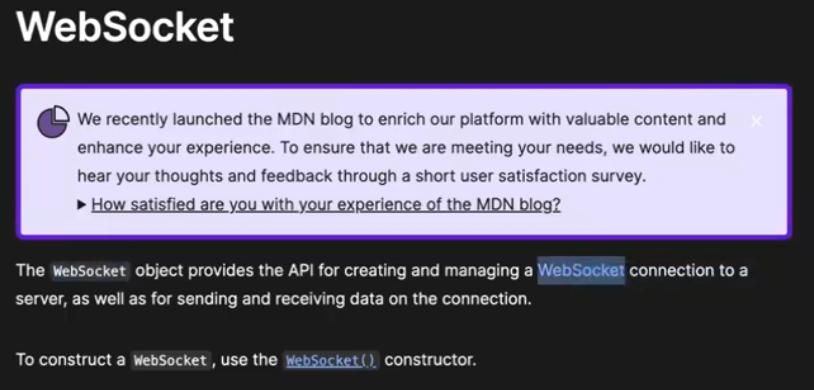 WebSocket
We recently launched the MDN blog to enrich our platform with valuable content and
enhance your experience. To ensure that we are meeting your needs, we would like to
hear your thoughts and feedback through a short user satisfaction survey.
How satisfied are you with your experience of the MDN blog?
The WebSocket object provides the API for creating and managing a WebSocket connection to a
server, as well as for sending and receiving data on the connection.
To construct a WebSocket, use the WebSocket() constructor.